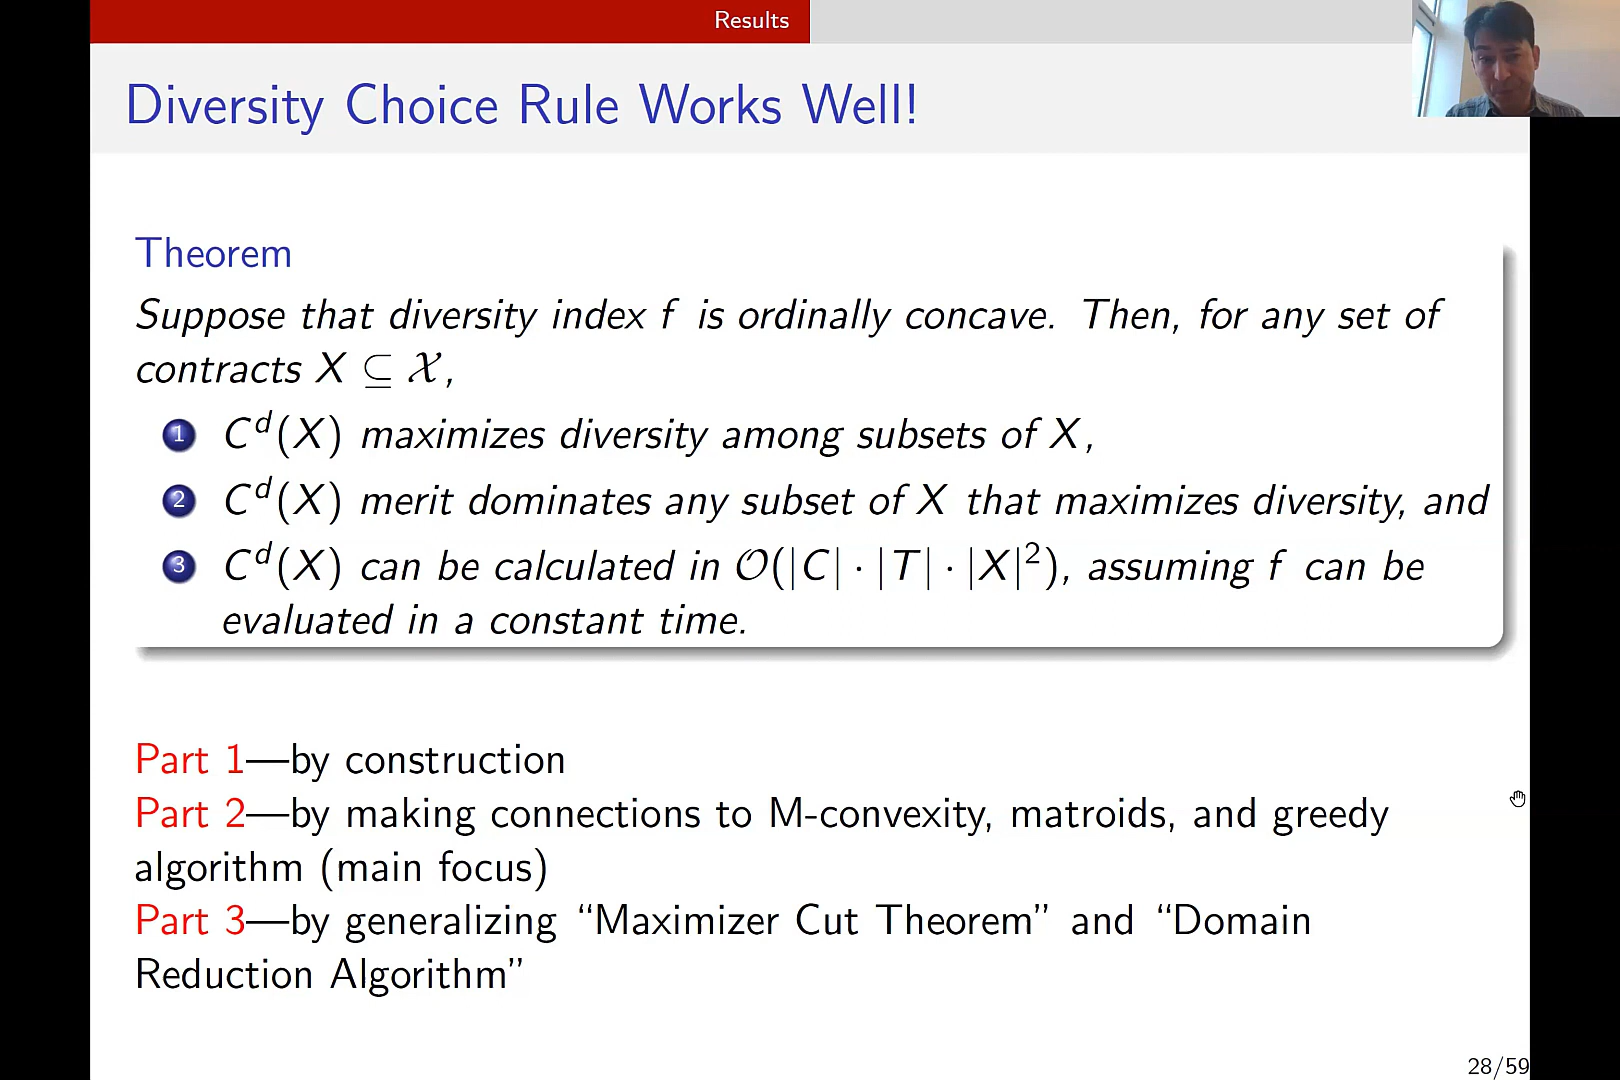 Results
Diversity Choice Rule Works Well!
Theorem
Suppose that diversity index f is ordinally concave. Then, for any set of
contracts X ⊆ 𝒳,
1 C^d(X) maximizes diversity among subsets of X,
2 C^d(X) merit dominates any subset of X that maximizes diversity, and
3 C^d(X) can be calculated in 𝒪(|C| · |T| · |X|^2), assuming f can be
evaluated in a constant time.
Part 1—by construction
Part 2—by making connections to M-convexity, matroids, and greedy
algorithm (main focus)
Part 3—by generalizing “Maximizer Cut Theorem” and “Domain
Reduction Algorithm”
28/59